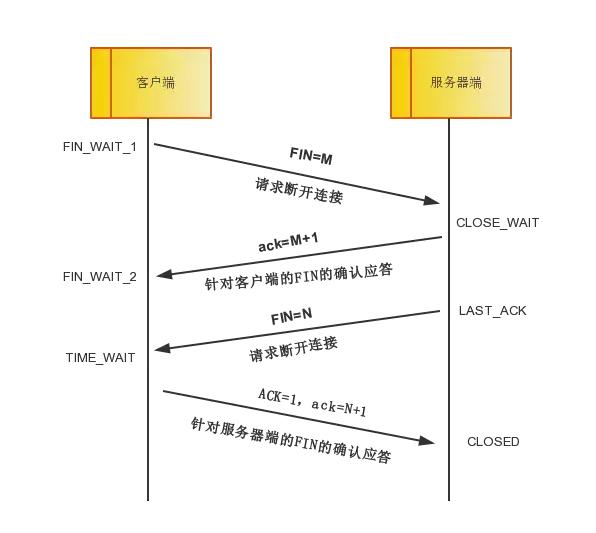 客户端
服务器端
FIN_WAIT_1
FIN=M
请求断开连接
CLOSE_WAIT
ack=M+1
针对客户端的FIN的确认应答
FIN_WAIT_2
FIN=N
LAST_ACK
请求断开连接
TIME_WAIT
ACK=1, ack=N+1
针对服务器端的FIN的确认应答
CLOSED